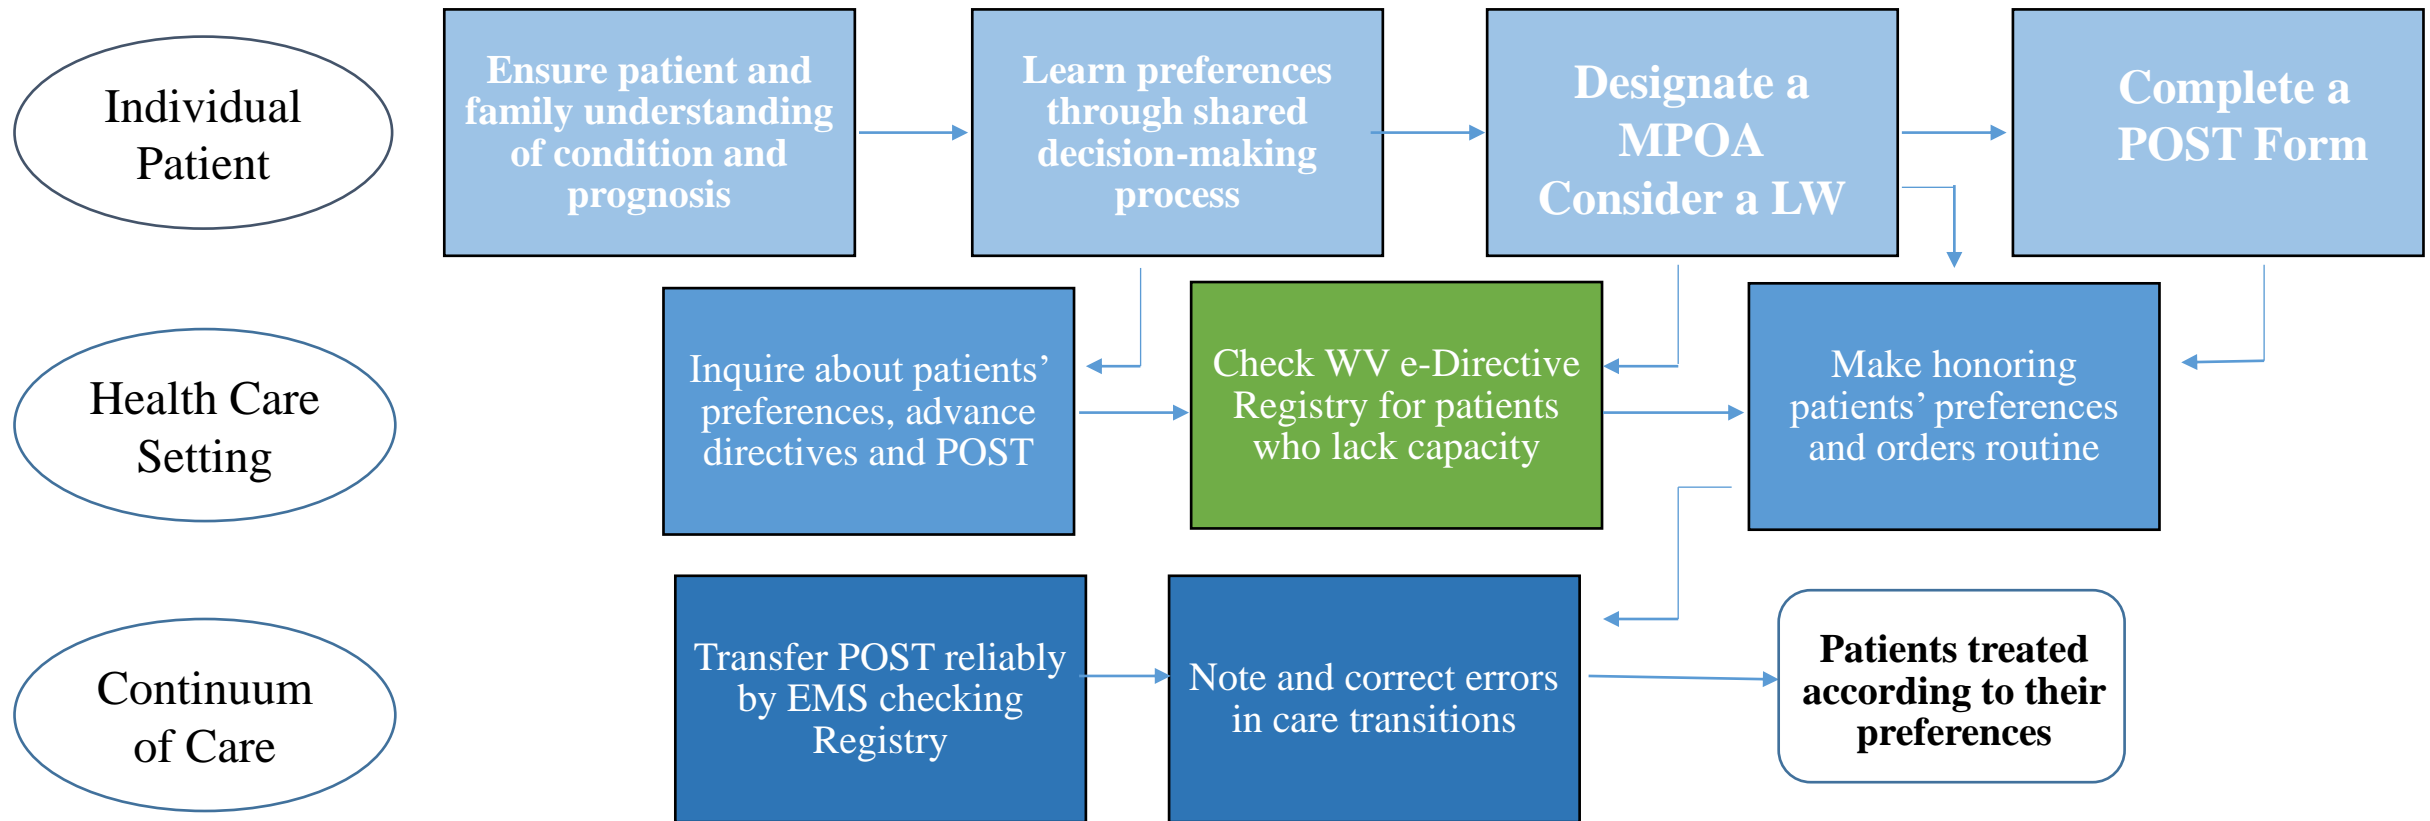 Individual
Patient
Ensure patient and
family understanding
of condition and
prognosis
Learn preferences
through shared
decision-making
process
Designate a
MPOA
Consider a LW
Complete a
POST Form
Health Care
Setting
Inquire about patients’
preferences, advance
directives and POST
Check WV e-Directive
Registry for patients
who lack capacity
Make honoring
patients’ preferences
and orders routine
Continuum
of Care
Transfer POST reliably
by EMS checking
Registry
Note and correct errors
in care transitions
Patients treated
according to their
preferences